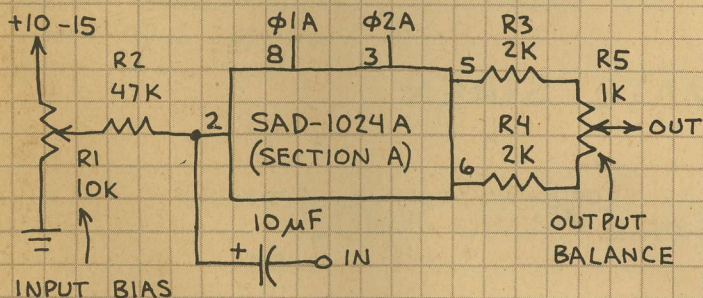 +10-15
R2
47K
R1
10K
INPUT BIAS
Φ1A
8
Φ2A
3
2
SAD-1024A
(SECTION A)
5
6
10µF
+
IN
R3
2K
R4
2K
R5
1K
OUT
OUTPUT
BALANCE